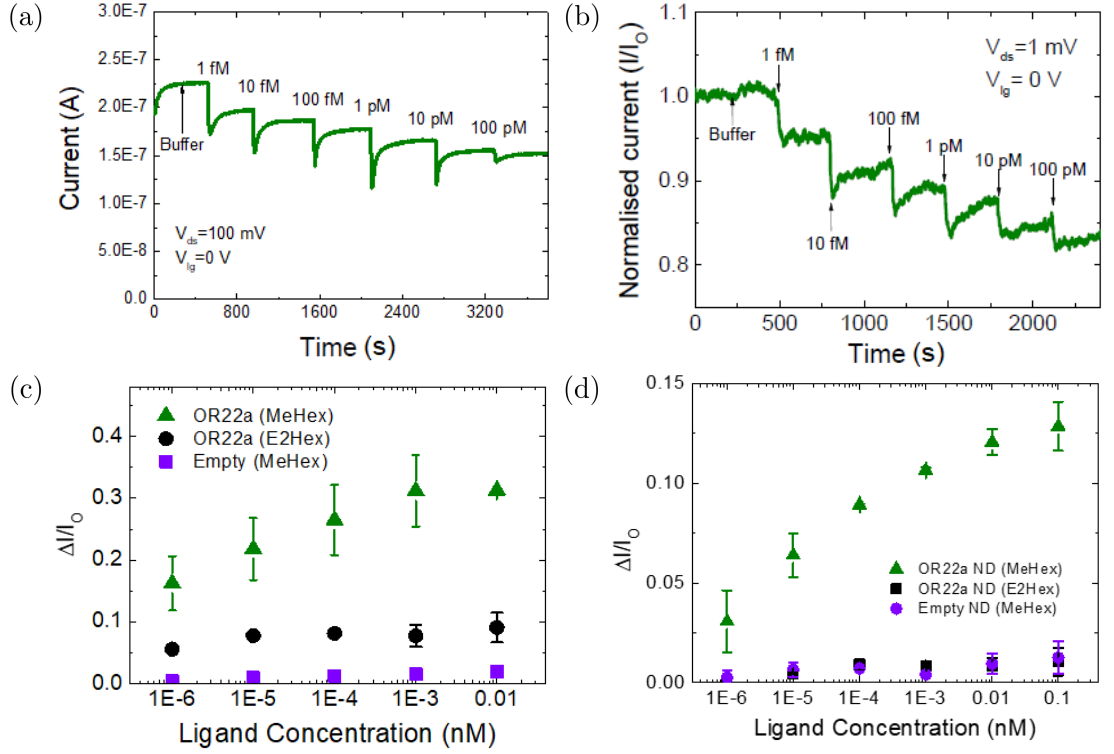 (a)
3.0E-7
2.5E-7
2.0E-7
1.5E-7
1.0E-7
5.0E-8
0.0
Current (A)
1 fM
10 fM
100 fM
1 pM
10 pM
100 pM
Buffer
V_ds=100 mV
V_lg=0 V
0 800 1600 2400 3200
Time (s)
(b)
1.1
1.0
0.9
0.8
Normalised current (I/I_O)
V_ds=1 mV
V_lg=0 V
1 fM
Buffer
100 fM
1 pM
10 pM
100 pM
10 fM
0 500 1000 1500 2000
Time (s)
(c)
0.4
0.3
0.2
0.1
0.0
ΔI/I_O
OR22a (MeHex)
OR22a (E2Hex)
Empty (MeHex)
1E-6 1E-5 1E-4 1E-3 0.01
Ligand Concentration (nM)
(d)
0.15
0.10
0.05
0.00
ΔI/I_O
OR22a ND (MeHex)
OR22a ND (E2Hex)
Empty ND (MeHex)
1E-6 1E-5 1E-4 1E-3 0.01 0.1
Ligand Concentration (nM)